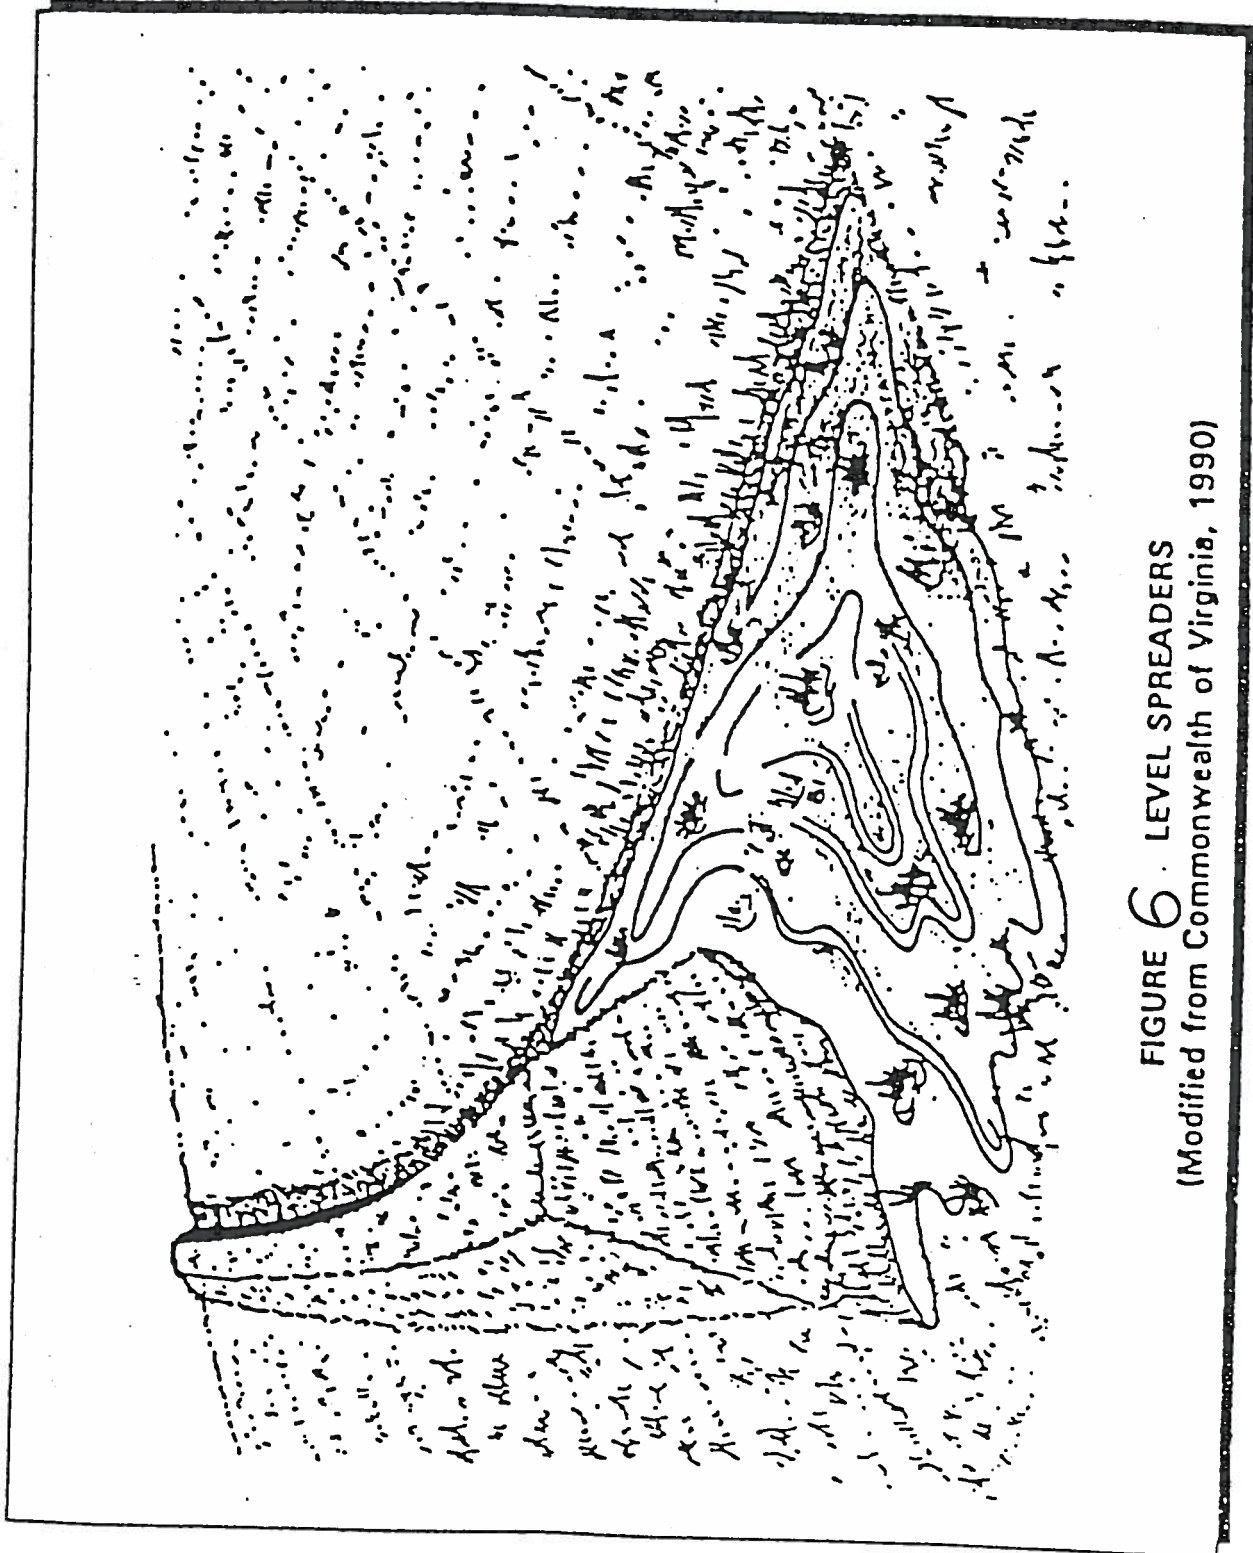 FIGURE 6. LEVEL SPREADERS
(Modified from Commonwealth of Virginia, 1990)